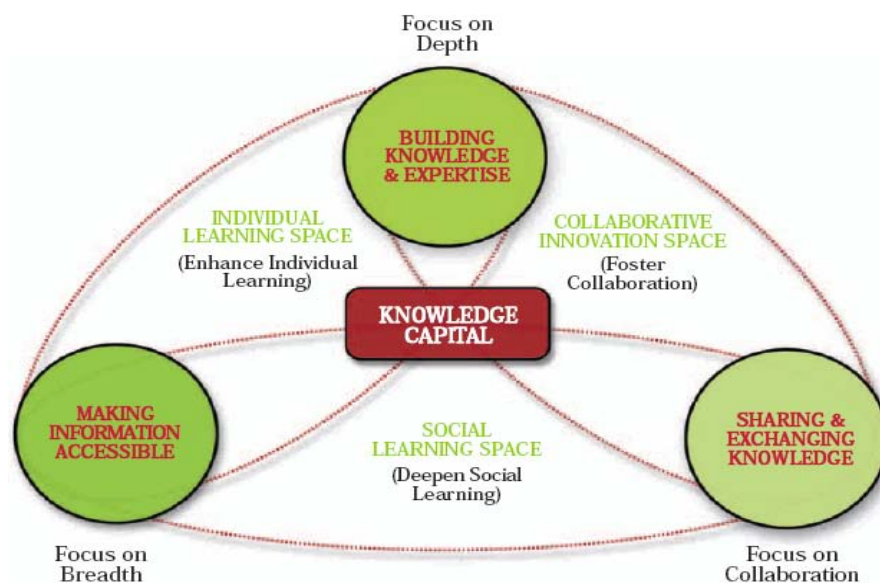 Focus on
Depth
BUILDING
KNOWLEDGE
& EXPERTISE
INDIVIDUAL
LEARNING SPACE
(Enhance Individual
Learning)
COLLABORATIVE
INNOVATION SPACE
(Foster
Collaboration)
KNOWLEDGE
CAPITAL
MAKING
INFORMATION
ACCESSIBLE
SOCIAL
LEARNING SPACE
(Deepen Social
Learning)
SHARING &
EXCHANGING
KNOWLEDGE
Focus on
Breadth
Focus on
Collaboration